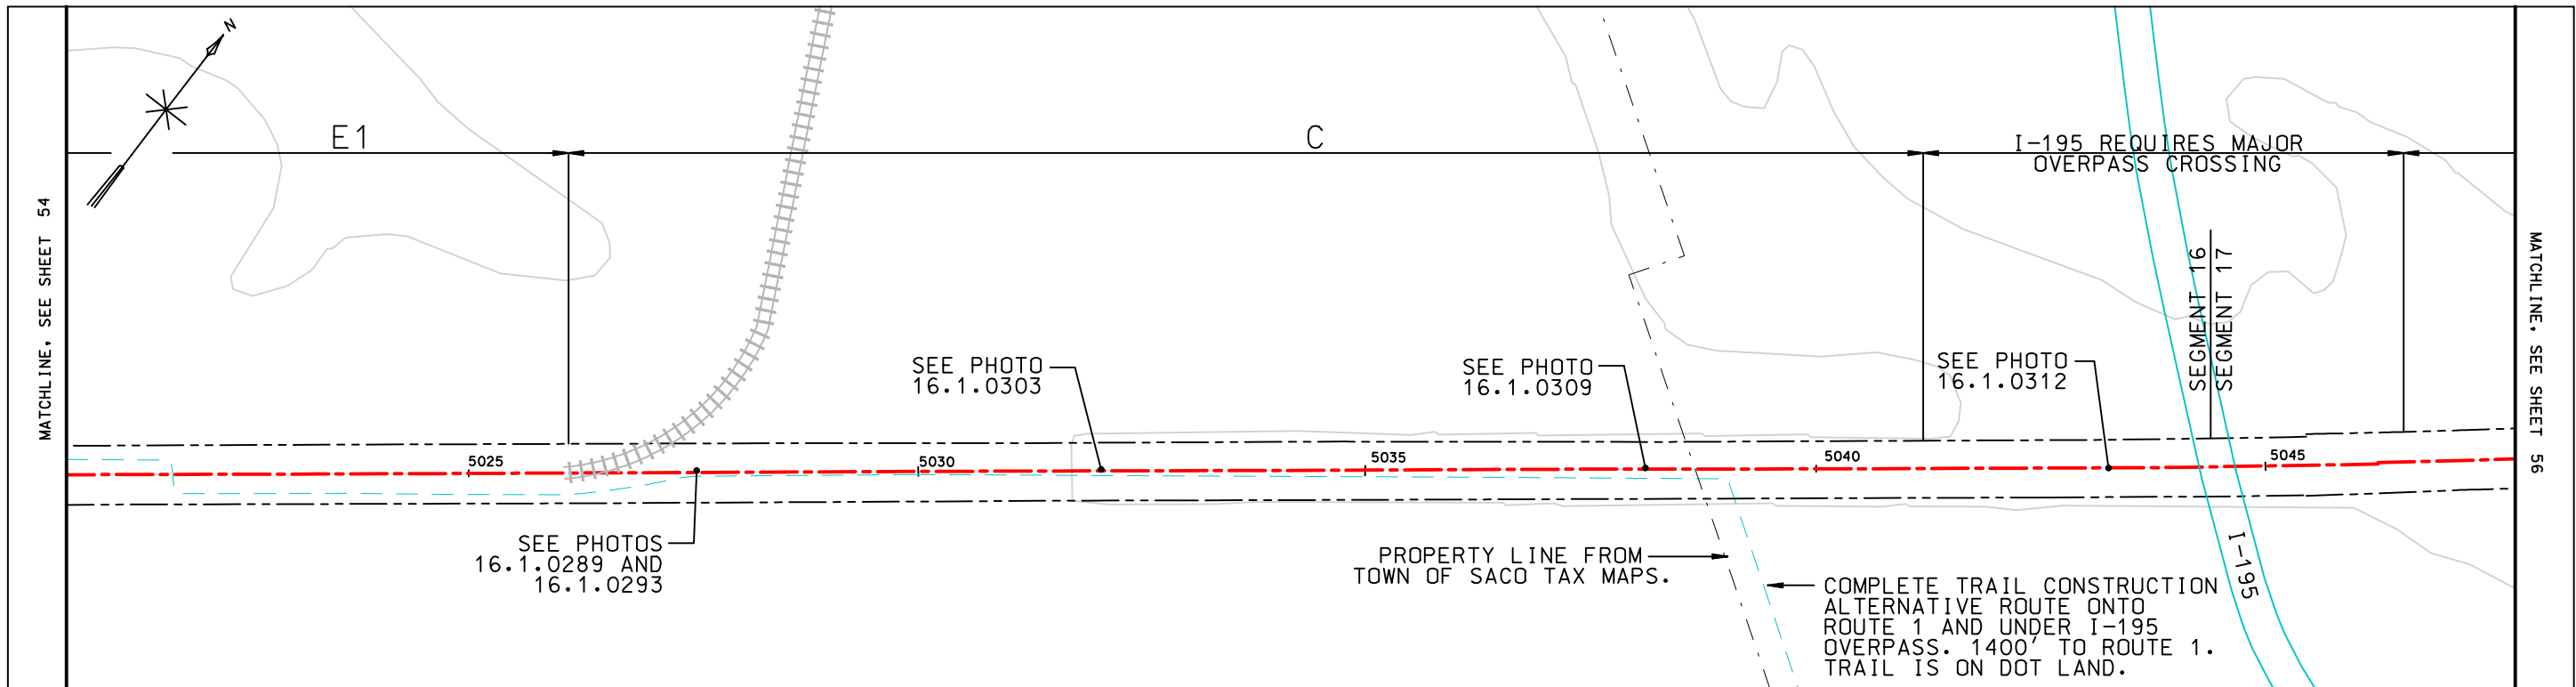 N
E1
C
I-195 REQUIRES MAJOR
OVERPASS CROSSING
MATCHLINE, SEE SHEET 54
MATCHLINE, SEE SHEET 56
SEGMENT 16
SEGMENT 17
SEE PHOTO
16.1.0303
SEE PHOTO
16.1.0309
SEE PHOTO
16.1.0312
5025
5030
5035
5040
5045
SEE PHOTOS
16.1.0289 AND
16.1.0293
PROPERTY LINE FROM
TOWN OF SACO TAX MAPS.
COMPLETE TRAIL CONSTRUCTION
ALTERNATIVE ROUTE ONTO
ROUTE 1 AND UNDER I-195
OVERPASS. 1400' TO ROUTE 1.
TRAIL IS ON DOT LAND.
I-195